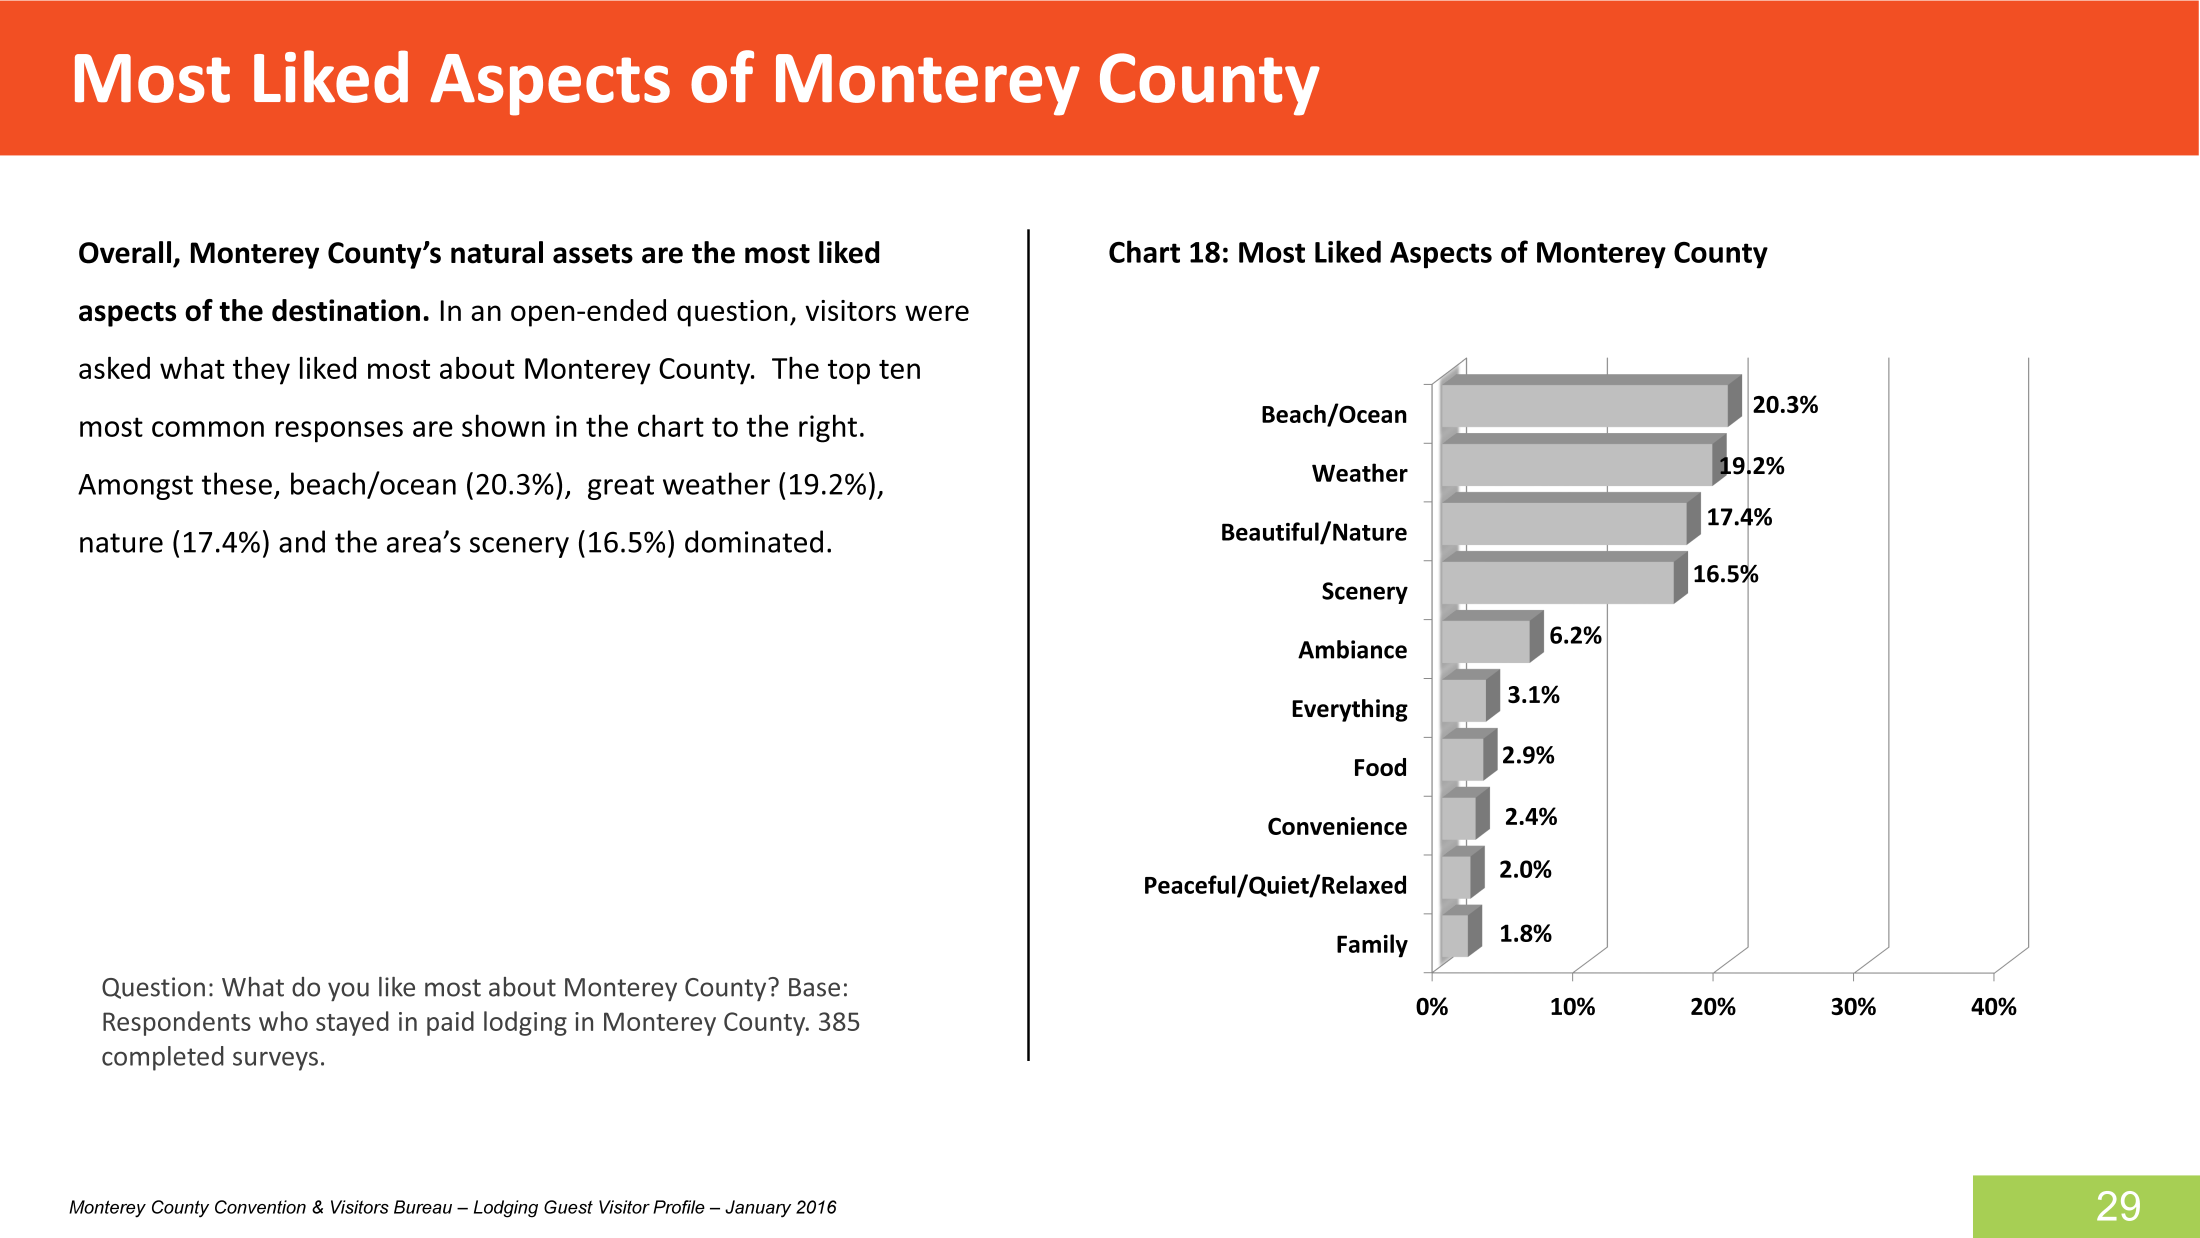 Most Liked Aspects of Monterey County
Overall, Monterey County’s natural assets are the most liked
aspects of the destination. In an open-ended question, visitors were
asked what they liked most about Monterey County.  The top ten
most common responses are shown in the chart to the right.
Amongst these, beach/ocean (20.3%),  great weather (19.2%),
nature (17.4%) and the area’s scenery (16.5%) dominated.
Question: What do you like most about Monterey County? Base:
Respondents who stayed in paid lodging in Monterey County. 385
completed surveys.
Chart 18: Most Liked Aspects of Monterey County
Beach/Ocean 20.3%
Weather 19.2%
Beautiful/Nature 17.4%
Scenery 16.5%
Ambiance 6.2%
Everything 3.1%
Food 2.9%
Convenience 2.4%
Peaceful/Quiet/Relaxed 2.0%
Family 1.8%
0% 10% 20% 30% 40%
Monterey County Convention & Visitors Bureau – Lodging Guest Visitor Profile – January 2016
29